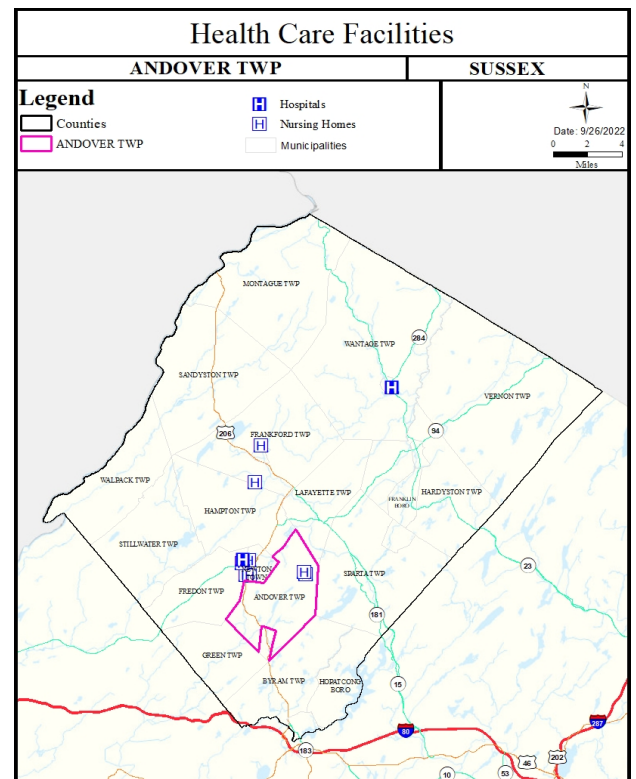 Health Care Facilities
ANDOVER TWP
SUSSEX
Legend
Counties
ANDOVER TWP
H Hospitals
H Nursing Homes
Municipalities
N
Date: 9/26/2022
0 2 4
Miles
MONTAGUE TWP
WANTAGE TWP
284
H
SANDYSTON TWP
VERNON TWP
206
FRANKFORD TWP
94
H
WALPACK TWP
H
LAFAYETTE TWP
HARDYSTON TWP
FRANKLIN
BORO
HAMPTON TWP
STILLWATER TWP
H
H
NEWTON
TOWN
H
SPARTA TWP
23
FREDON TWP
ANDOVER TWP
181
GREEN TWP
BYRAM TWP
HOPATCONG
BORO
15
80
287
183
46
202
10
53